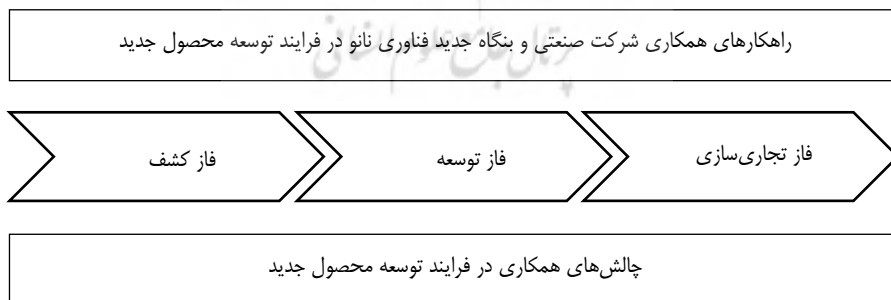 راهکارهای همکاری شرکت صنعتی و بنگاه جدید فناوری نانو در فرایند توسعه محصول جدید
فاز کشف
فاز توسعه
فاز تجاری‌سازی
چالش‌های همکاری در فرایند توسعه محصول جدید